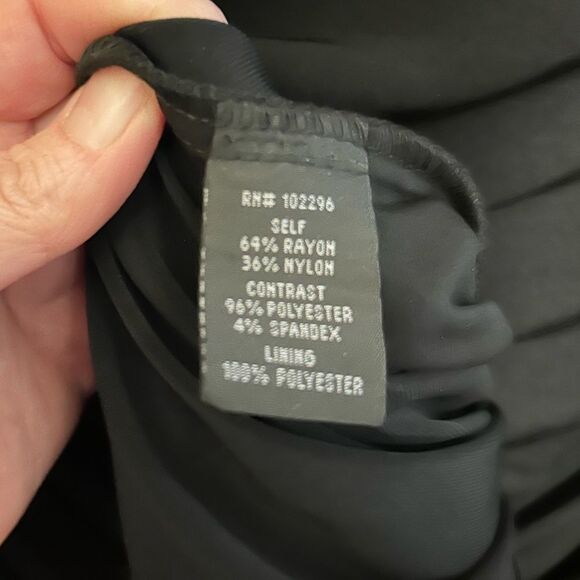 RN# 102296
SELF
64% RAYON
36% NYLON
CONTRAST
96% POLYESTER
4% SPANDEX
LINING
100% POLYESTER